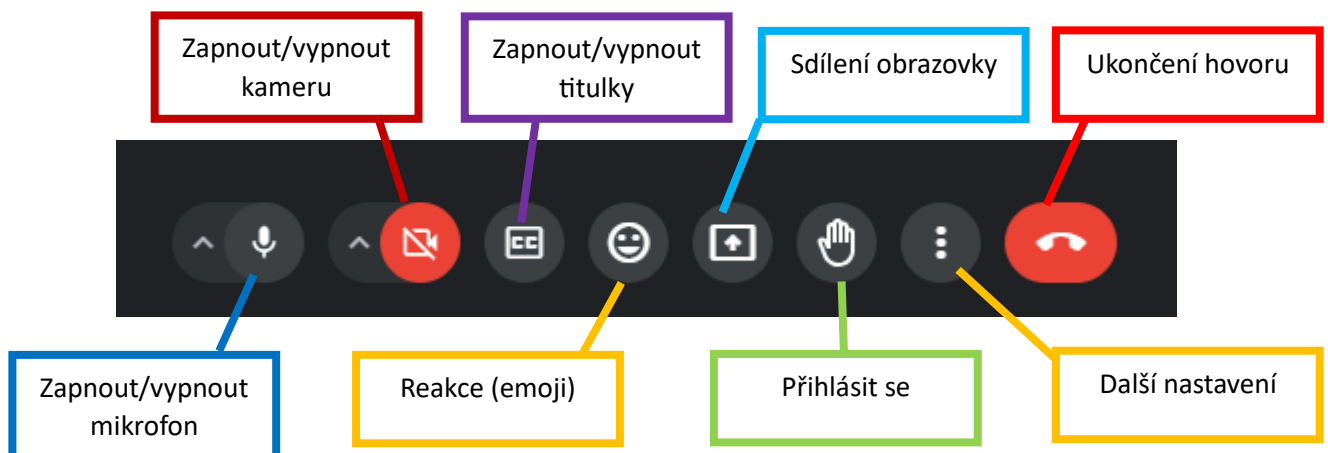 Zapnout/vypnout
kameru
Zapnout/vypnout
titulky
Sdílení obrazovky
Ukončení hovoru
CC
Zapnout/vypnout
mikrofon
Reakce (emoji)
Přihlásit se
Další nastavení